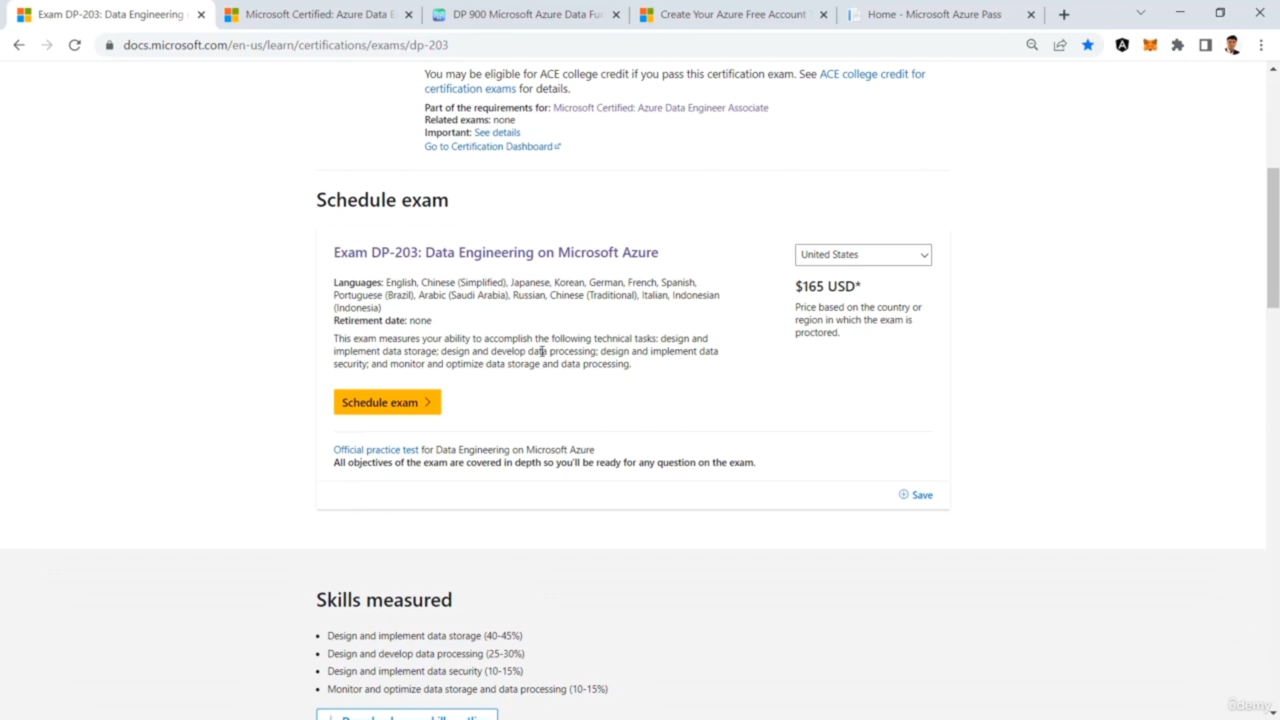 Exam DP-203: Data Engineering
Microsoft Certified: Azure Data E
DP 900 Microsoft Azure Data Fu
Create Your Azure Free Account
Home - Microsoft Azure Pass
docs.microsoft.com/en-us/learn/certifications/exams/dp-203
You may be eligible for ACE college credit if you pass this certification exam. See ACE college credit for
certification exams for details.
Part of the requirements for: Microsoft Certified: Azure Data Engineer Associate
Related exams: none
Important: See details
Go to Certification Dashboard
Schedule exam
Exam DP-203: Data Engineering on Microsoft Azure
Languages: English, Chinese (Simplified), Japanese, Korean, German, French, Spanish,
Portuguese (Brazil), Arabic (Saudi Arabia), Russian, Chinese (Traditional), Italian, Indonesian
(Indonesia)
Retirement date: none
This exam measures your ability to accomplish the following technical tasks: design and
implement data storage; design and develop data processing; design and implement data
security; and monitor and optimize data storage and data processing.
United States
$165 USD*
Price based on the country or
region in which the exam is
proctored.
Schedule exam
Official practice test for Data Engineering on Microsoft Azure
All objectives of the exam are covered in depth so you'll be ready for any question on the exam.
Save
Skills measured
• Design and implement data storage (40-45%)
• Design and develop data processing (25-30%)
• Design and implement data security (10-15%)
• Monitor and optimize data storage and data processing (10-15%)
ûdemy